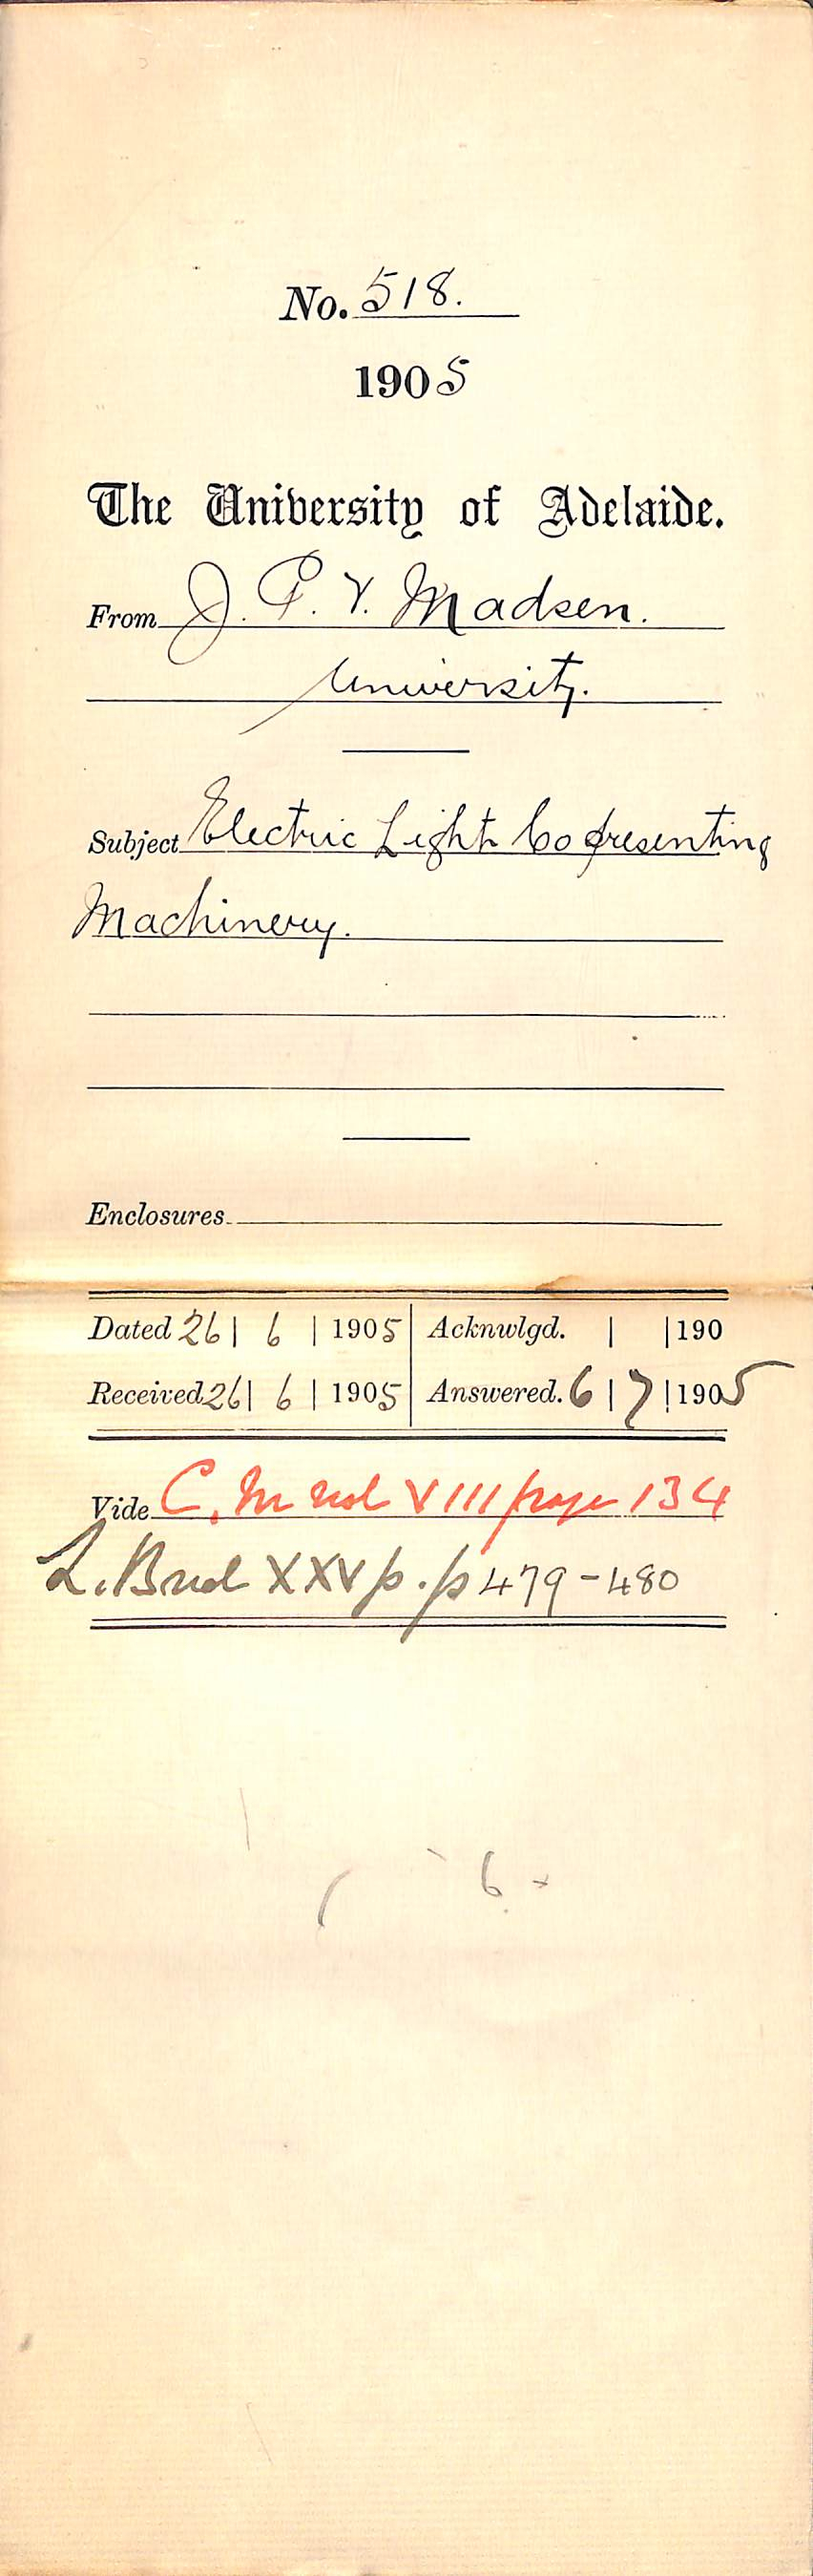 No. 518.
1905
The University of Adelaide.
From J. P. V. Madsen.
University.
Subject Electric Light Co presenting
Machinery.
Enclosures
Dated 26 | 6 | 1905 Acknwlgd. | | 190
Received 26 | 6 | 1905 Answered. 6 | 7 | 1905
Vide C. M vol VIII page 134
L. B vol XXV p. p 479-480
6